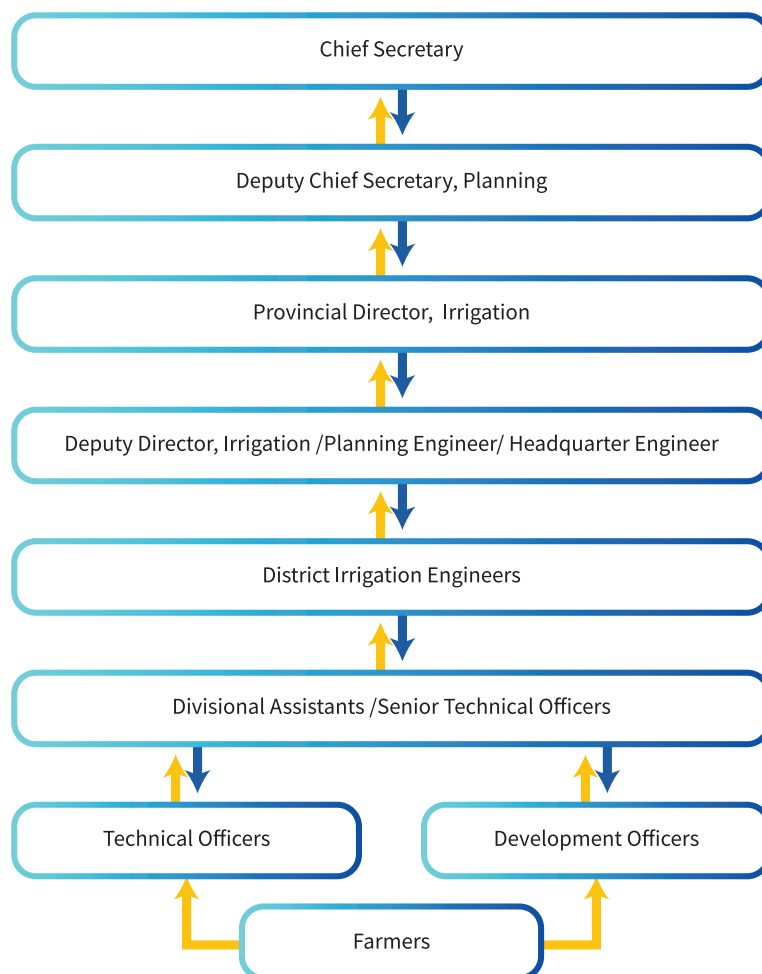 Chief Secretary
Deputy Chief Secretary, Planning
Provincial Director, Irrigation
Deputy Director, Irrigation /Planning Engineer/ Headquarter Engineer
District Irrigation Engineers
Divisional Assistants /Senior Technical Officers
Technical Officers
Development Officers
Farmers